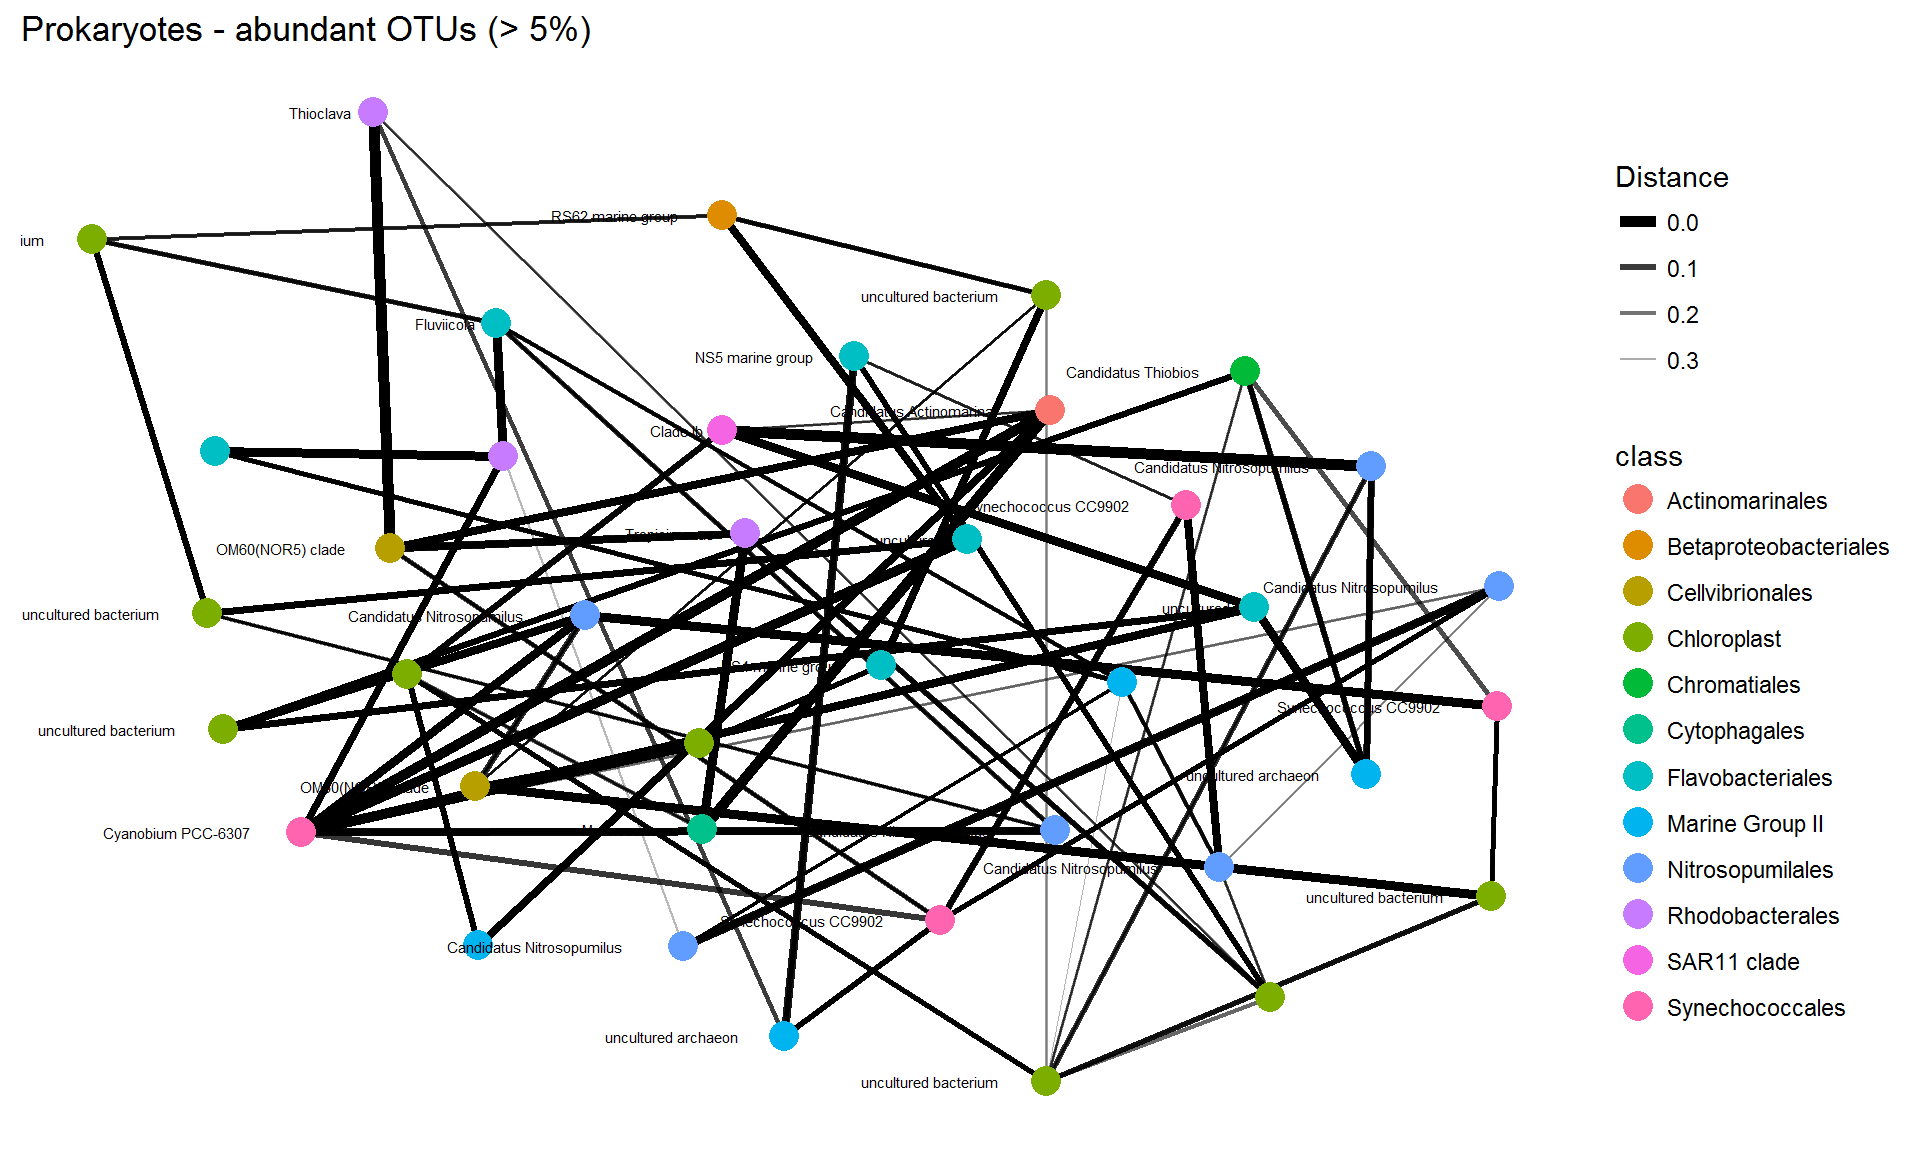 Prokaryotes - abundant OTUs (> 5%)
Thioclava
RS62 marine group
ium
uncultured bacterium
Fluviicola
NS5 marine group
Candidatus Thiobios
Candidatus Actinomarina
Clade Ib
Candidatus Nitrosopumilus
Synechococcus CC9902
OM60(NOR5) clade
Candidatus Nitrosopumilus
uncultured
uncultured bacterium
Candidatus Nitrosopumilus
marine group
Synechococcus CC9902
uncultured bacterium
uncultured archaeon
OM60(NOR5) clade
Cyanobium PCC-6307
Candidatus Nitrosopumilus
uncultured bacterium
Synechococcus CC9902
Candidatus Nitrosopumilus
uncultured archaeon
uncultured bacterium
Distance
0.0
0.1
0.2
0.3
class
Actinomarinales
Betaproteobacteriales
Cellvibrionales
Chloroplast
Chromatiales
Cytophagales
Flavobacteriales
Marine Group II
Nitrosopumilales
Rhodobacterales
SAR11 clade
Synechococcales